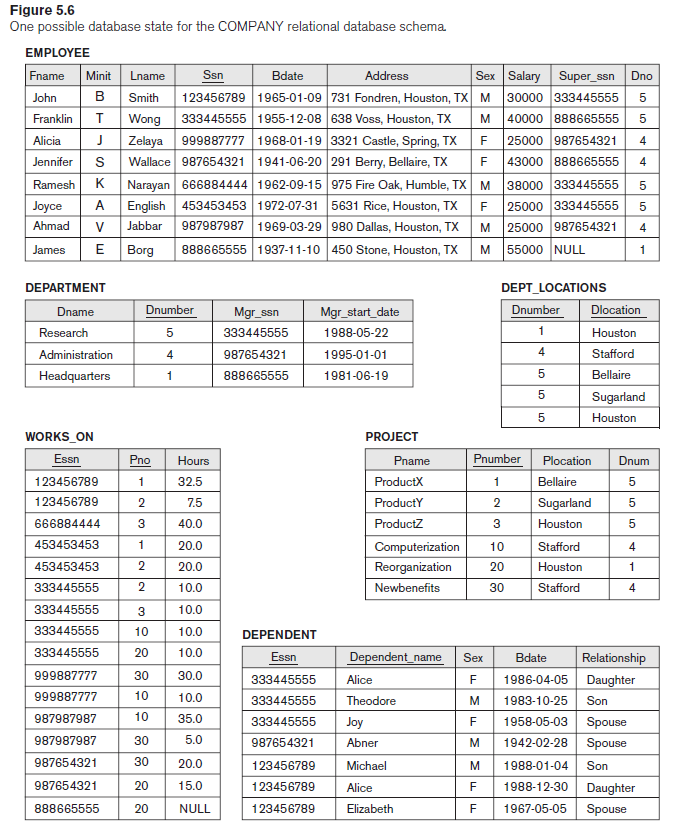 Figure 5.6
One possible database state for the COMPANY relational database schema.
EMPLOYEE
Fname Minit Lname Ssn Bdate Address Sex Salary Super_ssn Dno
John B Smith 123456789 1965-01-09 731 Fondren, Houston, TX M 30000 333445555 5
Franklin T Wong 333445555 1955-12-08 638 Voss, Houston, TX M 40000 888665555 5
Alicia J Zelaya 999887777 1968-01-19 3321 Castle, Spring, TX F 25000 987654321 4
Jennifer S Wallace 987654321 1941-06-20 291 Berry, Bellaire, TX F 43000 888665555 4
Ramesh K Narayan 666884444 1962-09-15 975 Fire Oak, Humble, TX M 38000 333445555 5
Joyce A English 453453453 1972-07-31 5631 Rice, Houston, TX F 25000 333445555 5
Ahmad V Jabbar 987987987 1969-03-29 980 Dallas, Houston, TX M 25000 987654321 4
James E Borg 888665555 1937-11-10 450 Stone, Houston, TX M 55000 NULL 1
DEPARTMENT
Dname Dnumber Mgr_ssn Mgr_start_date
Research 5 333445555 1988-05-22
Administration 4 987654321 1995-01-01
Headquarters 1 888665555 1981-06-19
DEPT_LOCATIONS
Dnumber Dlocation
1 Houston
4 Stafford
5 Bellaire
5 Sugarland
5 Houston
WORKS_ON
Essn Pno Hours
123456789 1 32.5
123456789 2 7.5
666884444 3 40.0
453453453 1 20.0
453453453 2 20.0
333445555 2 10.0
333445555 3 10.0
333445555 10 10.0
333445555 20 10.0
999887777 30 30.0
999887777 10 10.0
987987987 10 35.0
987987987 30 5.0
987654321 30 20.0
987654321 20 15.0
888665555 20 NULL
PROJECT
Pname Pnumber Plocation Dnum
ProductX 1 Bellaire 5
ProductY 2 Sugarland 5
ProductZ 3 Houston 5
Computerization 10 Stafford 4
Reorganization 20 Houston 1
Newbenefits 30 Stafford 4
DEPENDENT
Essn Dependent_name Sex Bdate Relationship
333445555 Alice F 1986-04-05 Daughter
333445555 Theodore M 1983-10-25 Son
333445555 Joy F 1958-05-03 Spouse
987654321 Abner M 1942-02-28 Spouse
123456789 Michael M 1988-01-04 Son
123456789 Alice F 1988-12-30 Daughter
123456789 Elizabeth F 1967-05-05 Spouse